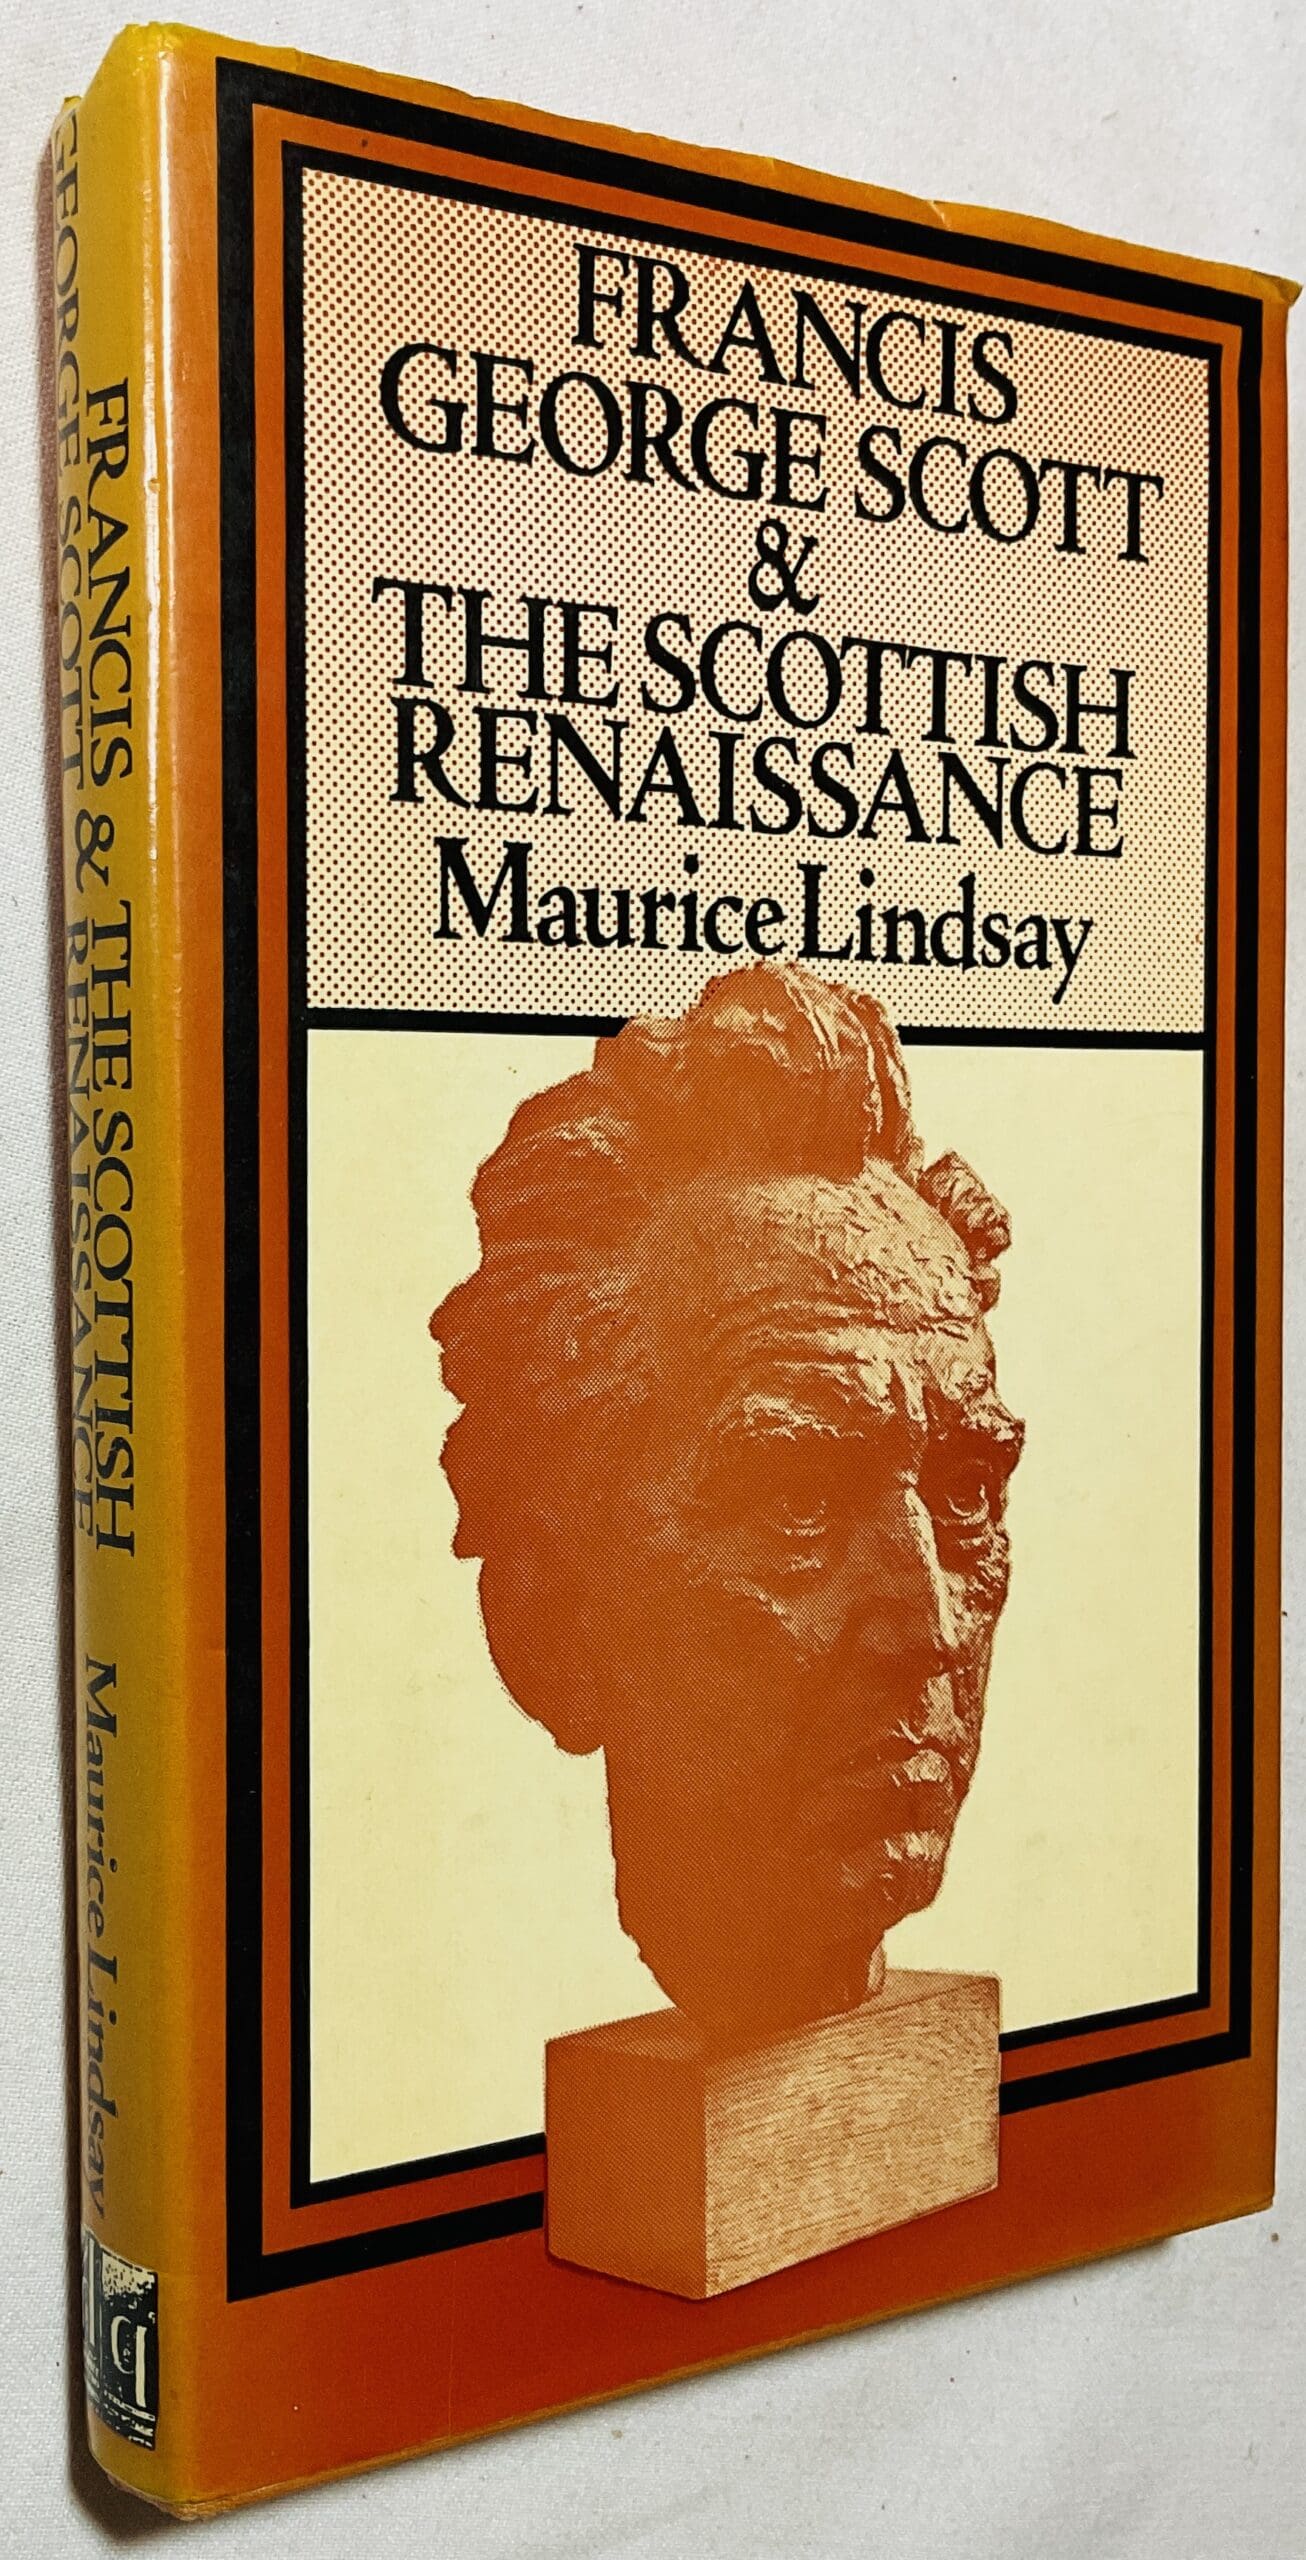 FRANCIS
GEORGE SCOTT
&
THE SCOTTISH
RENAISSANCE
Maurice Lindsay
FRANCIS & THE SCOTTISH
GEORGE SCOTT & RENAISSANCE
Maurice Lindsay